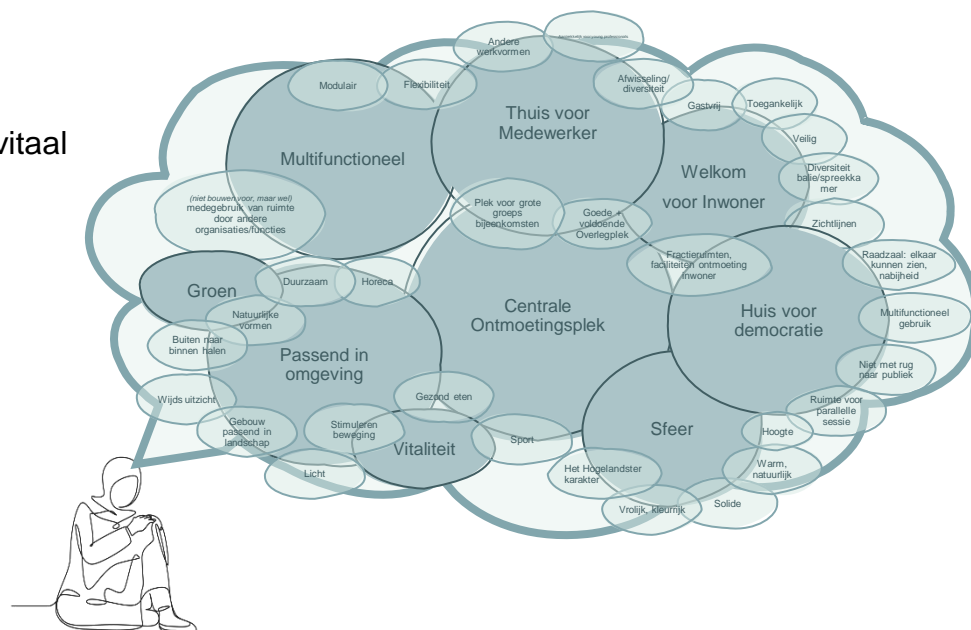 vitaal
Andere
werkvormen
Modulair
Flexibiliteit
Afwisseling/
diversiteit
Gastvrij
Toegankelijk
Veilig
Thuis voor
Medewerker
Multifunctioneel
Welkom
voor Inwoner
Diversiteit
balie/spreekka
mer
(niet bouwen voor, maar wel)
medegebruik van ruimte
door andere
organisaties/functies
Plek voor grote
groeps
bijeenkomsten
Goede +
voldoende
Overlegplek
Zichtlijnen
Fractieruimten,
faciliteiten ontmoeting
inwoner
Raadzaal: elkaar
kunnen zien,
nabijheid
Groen
Duurzaam
Horeca
Centrale
Ontmoetingsplek
Huis voor
democratie
Multifunctioneel
gebruik
Natuurlijke
vormen
Buiten naar
binnen halen
Passend in
omgeving
Niet met rug
naar publiek
Wijds uitzicht
Gezond eten
Ruimte voor
parallelle
sessie
Gebouw
passend in
landschap
Stimuleren
beweging
Vitaliteit
Sport
Sfeer
Hoogte
Licht
Het Hogelandster
karakter
Warm,
natuurlijk
Vrolijk, kleurrijk
Solide